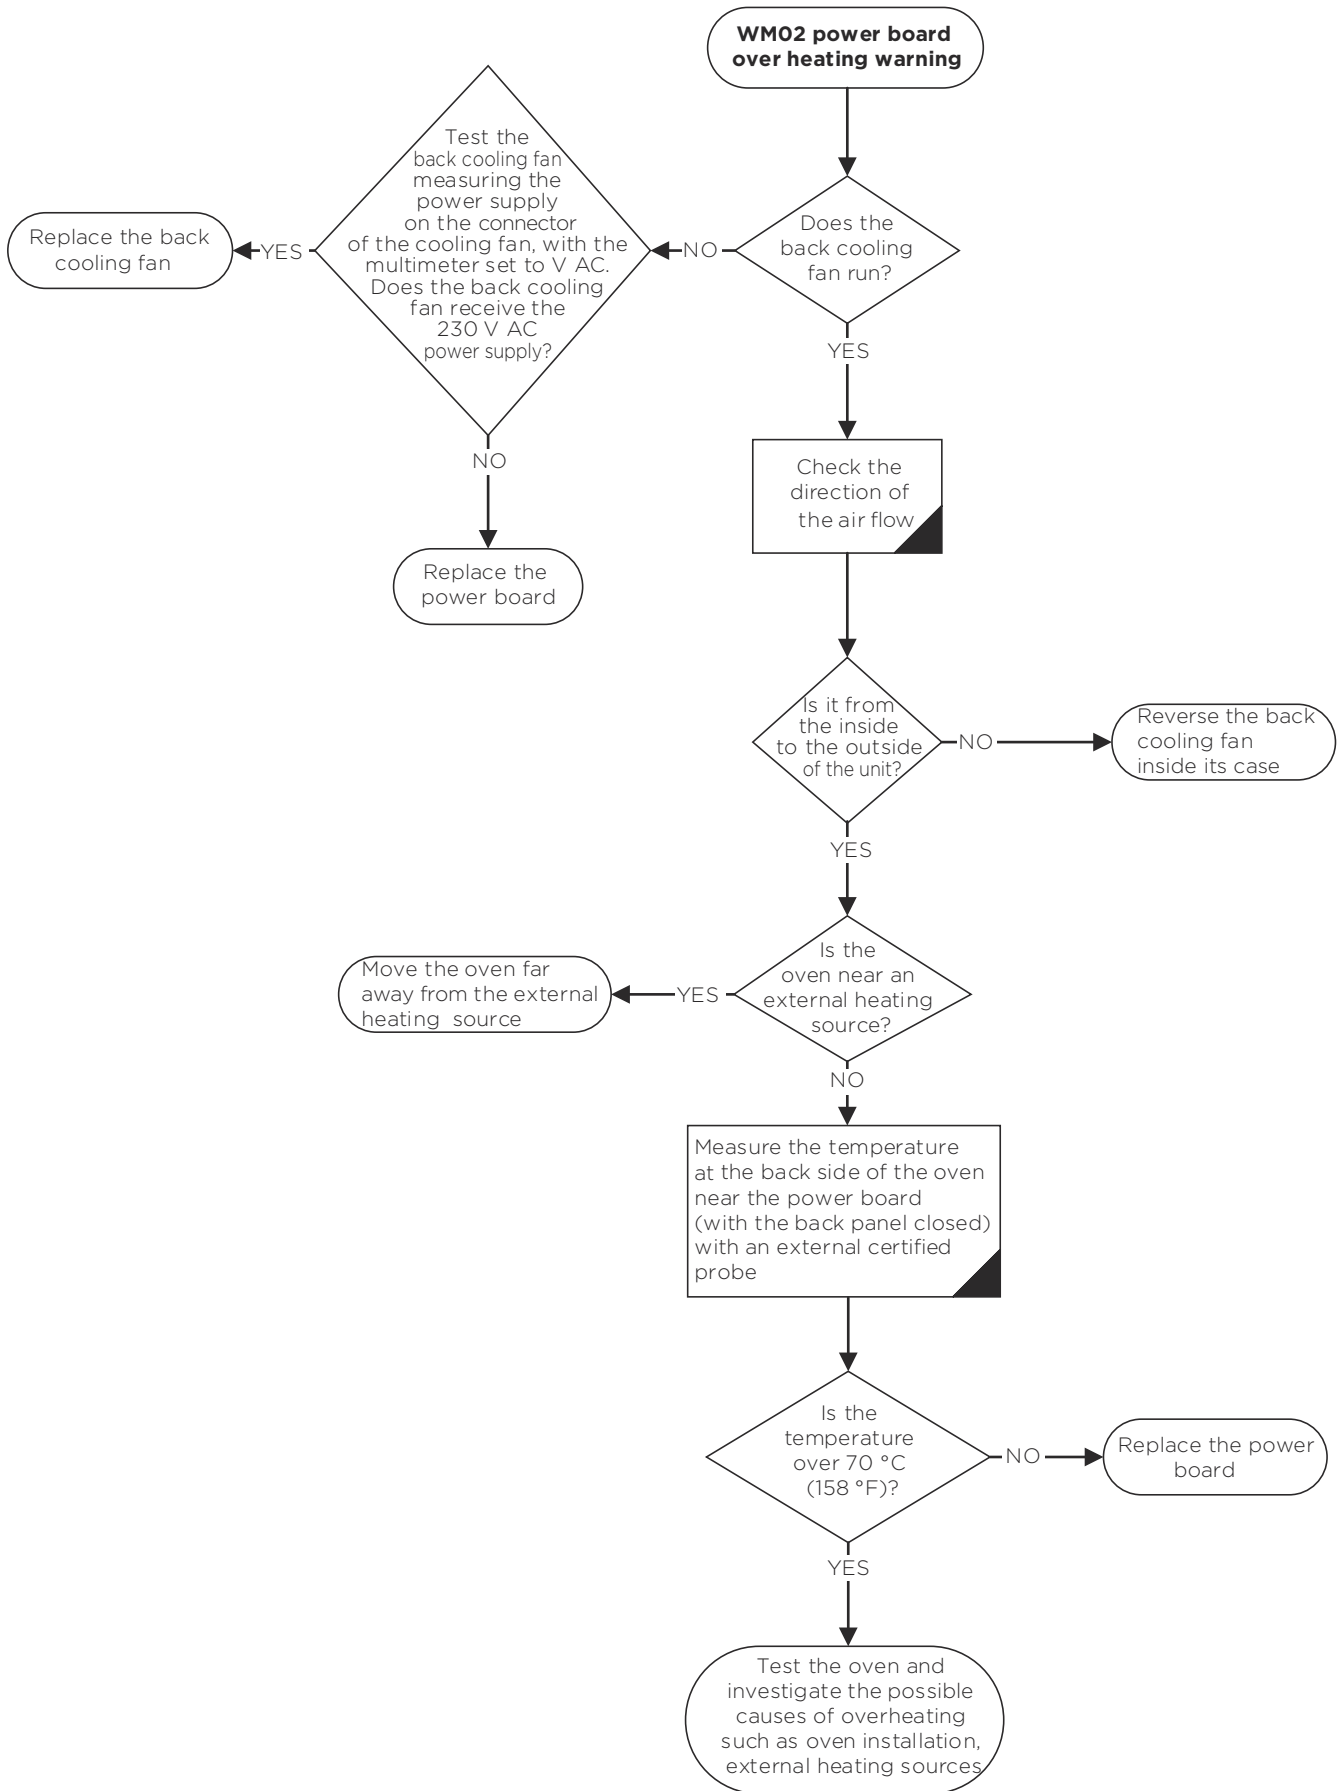 WM02 power board
over heating warning
Does the
back cooling
fan run?
NO
Test the
back cooling fan
measuring the
power supply
on the connector
of the cooling fan, with the
multimeter set to V AC.
Does the back cooling
fan receive the
230 V AC
power supply?
YES
Replace the back
cooling fan
NO
Replace the
power board
YES
Check the
direction of
the air flow
Is it from
the inside
to the outside
of the unit?
NO
Reverse the back
cooling fan
inside its case
YES
Is the
oven near an
external heating
source?
YES
Move the oven far
away from the external
heating source
NO
Measure the temperature
at the back side of the oven
near the power board
(with the back panel closed)
with an external certified
probe
Is the
temperature
over 70 °C
(158 °F)?
NO
Replace the power
board
YES
Test the oven and
investigate the possible
causes of overheating
such as oven installation,
external heating sources